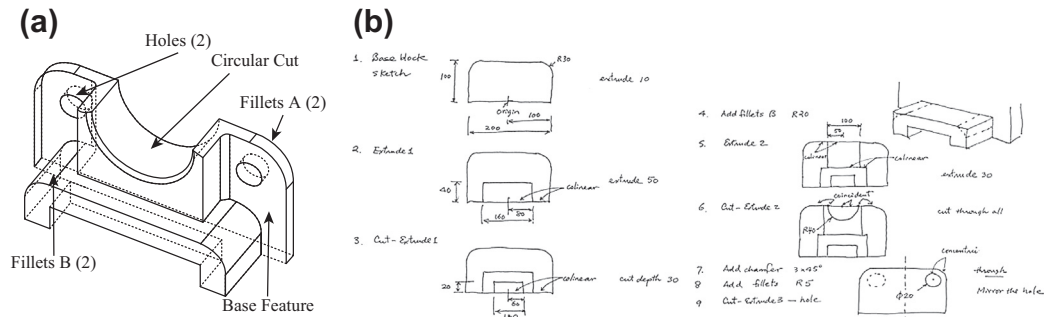 (a)
Holes (2)
Circular Cut
Fillets A (2)
Fillets B (2)
Base Feature
(b)
1. Base block
sketch
100
R30
extrude 10
origin
100
200
2. Extrude 1
40
colinear
extrude 50
80
160
3. Cut-Extrude 1
20
colinear
cut depth 30
60
4. Add fillets B R20
5. Extrude 2
100
50
colinear
colinear
extrude 30
6. Cut-Extrude 2
coincident
cut through all
R40
7. Add chamfer 3x45°
8 Add fillets R5
9 Cut-Extrude 3 — hole
Φ20
through
Mirror the hole